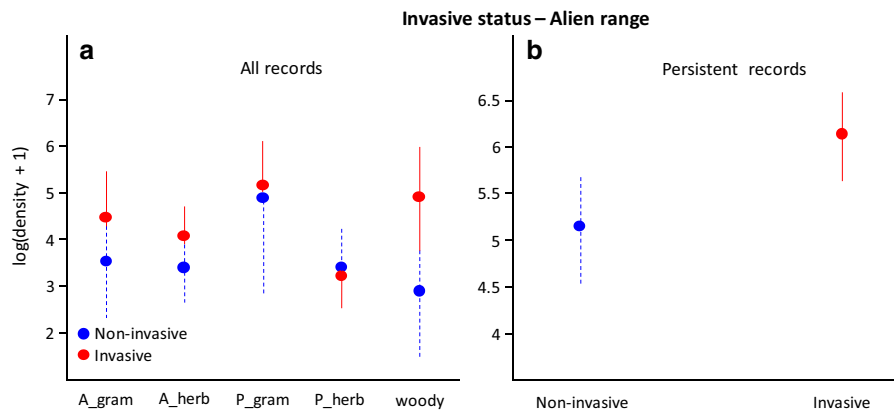 Invasive status – Alien range
a
All records
log(density + 1)
7
6
5
4
3
2
Non-invasive
Invasive
A_gram
A_herb
P_gram
P_herb
woody
b
Persistent records
6.5
6
5.5
5
4.5
4
Non-invasive
Invasive